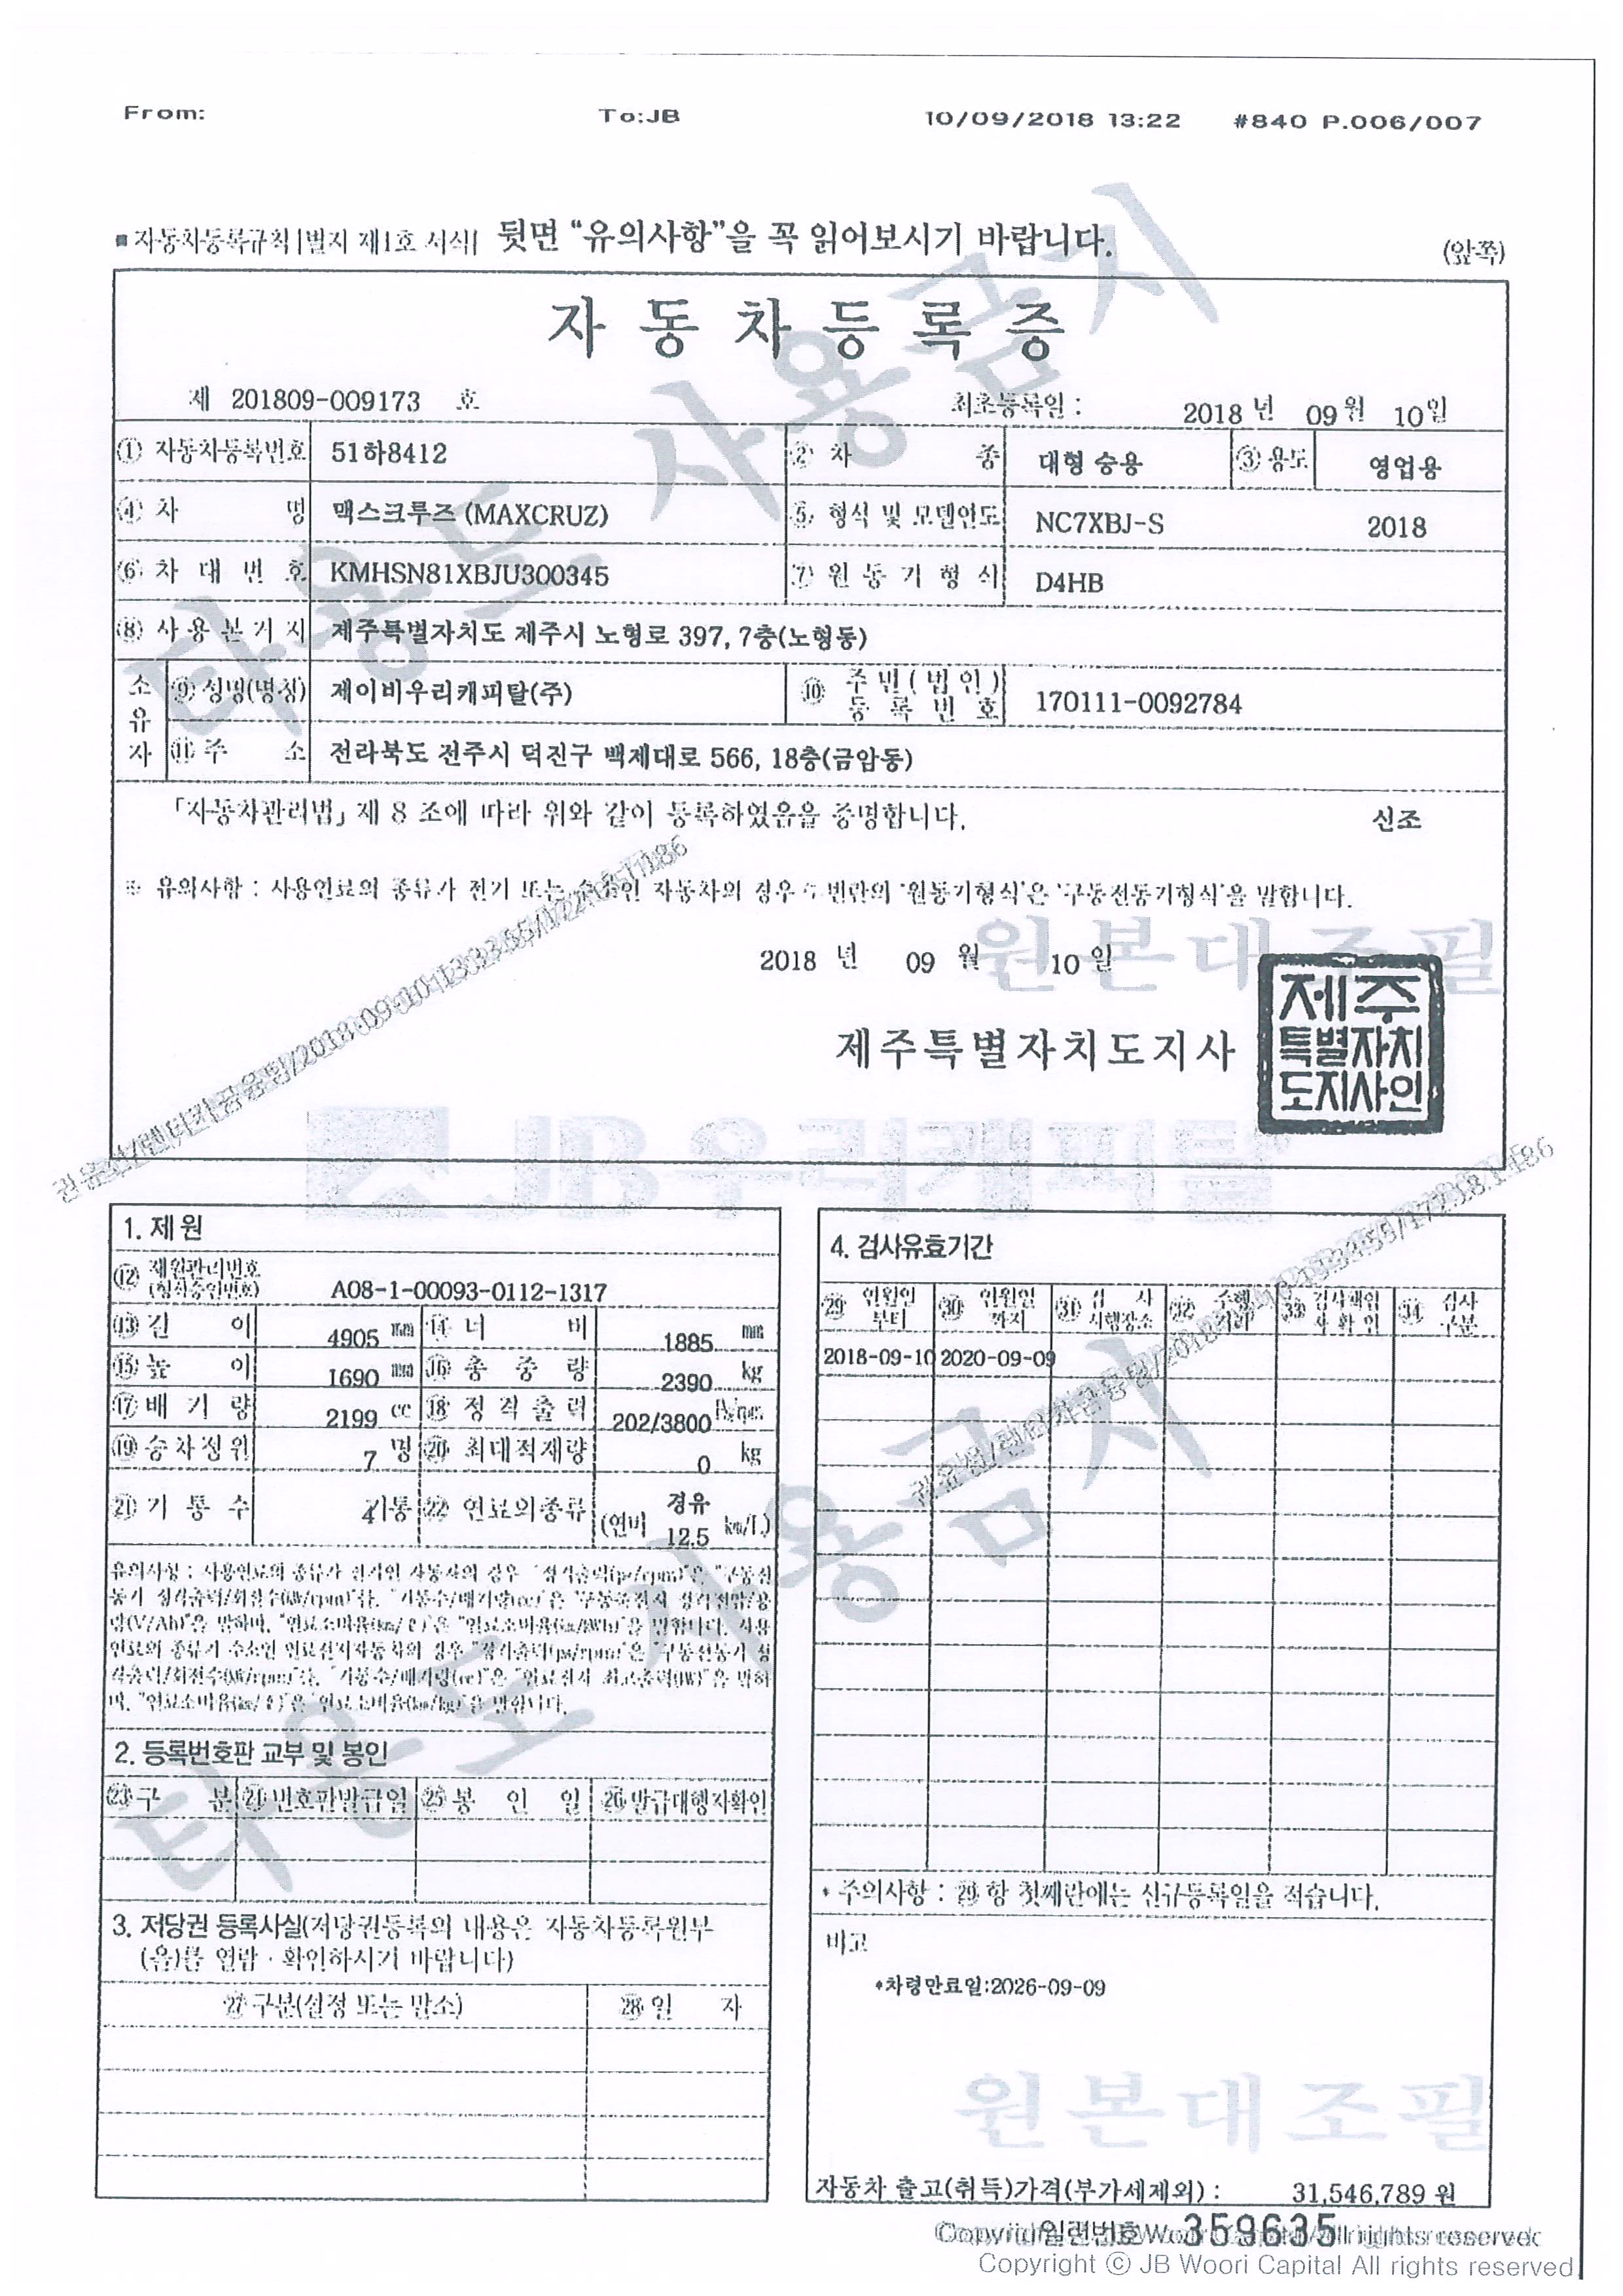 From: To:JB 10/09/2018 13:22 #840 P.006/007
■ 자동차등록규칙 [별지 제1호 서식] 뒷면 “유의사항”을 꼭 읽어보시기 바랍니다. (앞쪽)
자 동 차 등 록 증
제 201809-009173 호 최초등록일 : 2018 년 09 월 10 일
① 자동차등록번호 51하8412 ② 차 종 대형 승용 ③ 용도 영업용
④ 차 명 맥스크루즈 (MAXCRUZ) ⑤ 형식 및 모델연도 NC7XBJ-S 2018
⑥ 차 대 번 호 KMHSN81XBJU300345 ⑦ 원 동 기 형 식 D4HB
⑧ 사 용 본 거 지 제주특별자치도 제주시 노형로 397, 7층(노형동)
소유자 ⑨ 성명(명칭) 제이비우리캐피탈(주) ⑩ 주 민 ( 법 인 ) 등 록 번 호 170111-0092784
⑪ 주 소 전라북도 전주시 덕진구 백제대로 566, 18층(금암동)
「자동차관리법」 제 8 조에 따라 위와 같이 등록하였음을 증명합니다. 신조
※ 유의사항 : 사용연료의 종류가 전기 또는 수소인 자동차의 경우 번란의 '원동기형식'은 '구동전동기형식'을 말합니다.
2018 년 09 월 10 일
원본대조필
제주특별자치도지사
제주
특별자치
도지사인
JB우리캐피탈
타용도 사용금지
1. 제원
⑫ 제원관리번호
(형식승인번호) A08-1-00093-0112-1317
⑬ 길 이 4905 mm ⑭ 너 비 1885 mm
⑮ 높 이 1690 mm ⑯ 총 중 량 2390 kg
⑰ 배 기 량 2199 cc ⑱ 정 격 출 력 202/3800
⑲ 승 차 정 원 7 명 ⑳ 최대적재량 0 kg
㉑ 기 통 수 4기통 ㉒ 연료의종류 경유 (연비 12.5 km/L)
유의사항 : 사용연료의 종류가 전기인 자동차의 경우 "정격출력(ps/rpm)"은 "구동전
동기 정격출력/회전수(kW/rpm)"를, "기통수/배기량(cc)"은 "구동축전지 정격전압/용
량(V/Ah)"을 말하며, "연료소비율(km/ℓ)"은 "연료소비율(km/kWh)"을 말합니다. 사용
연료의 종류가 수소인 연료전지자동차의 경우 "정격출력(ps/rpm)"은 "구동전동기 정
격출력/회전수(kW/rpm)"를, "기통수/배기량(cc)"은 "연료전지 최고출력(kW)"을 말하
며, "연료소비율(km/ℓ)"은 "연료소비율(km/kg)"을 말합니다.
2. 등록번호판 교부 및 봉인
㉓ 구 분 ㉔ 번호판발급일 ㉕ 봉 인 일 ㉖ 발급대행자확인
3. 저당권 등록사실(저당권등록의 내용은 자동차등록원부
(을)를 열람 · 확인하시기 바랍니다)
㉗ 구분(설정 또는 말소) ㉘ 일 자
4. 검사유효기간
㉙ 연월일부터 ㉚ 연월일까지 ㉛ 검 사 시행장소 ㉜ 주행거리 ㉝ 검사책임자확인 ㉞ 검사구분
2018-09-10 2020-09-09
* 주의사항 : ㉙ 항 첫째란에는 신규등록일을 적습니다.
비고
*차령만료일:2026-09-09
타용도 사용금지
원본대조필
자동차 출고(취득)가격(부가세제외) : 31,546,789 원
일련번호 359635
Copyright © JB Woori Capital All rights reserved